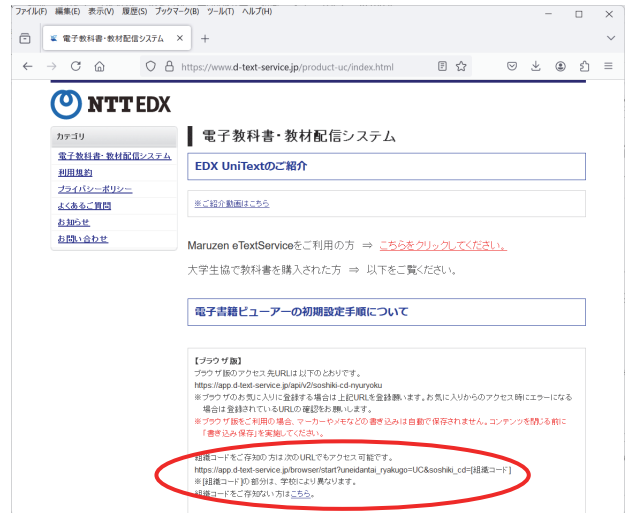 ファイル(F) 編集(E) 表示(V) 履歴(S) ブックマーク(B) ツール(T) ヘルプ(H)
電子教科書・教材配信システム
https://www.d-text-service.jp/product-uc/index.html
NTT EDX
カテゴリ
電子教科書・教材配信システム
利用規約
プライバシーポリシー
よくあるご質問
お知らせ
お問い合わせ
電子教科書・教材配信システム
EDX UniTextのご紹介
※ご紹介動画はこちら
Maruzen eTextServiceをご利用の方 ⇒ こちらをクリックしてください。
大学生協で教科書を購入された方 ⇒ 以下をご覧ください。
電子書籍ビューアーの初期設定手順について
【ブラウザ版】
ブラウザ版のアクセス先URLは以下のとおりです。
https://app.d-text-service.jp/api/v2/soshiki-cd-nyuryoku
※ブラウザのお気に入りに登録する場合は上記URLを登録願います。お気に入りからのアクセス時にエラーになる
場合は登録されているURLの確認をお願いします。
※ブラウザ版をご利用の場合、マーカーやメモなどの書き込みは自動で保存されません。コンテンツを閉じる前に
「書き込み保存」を実施してください。
組織コードをご存知の方は次のURLでもアクセス可能です。
https://app.d-text-service.jp/browser/start?uneidantai_ryakugo=UC&soshiki_cd=[組織コード]
※[組織コード]の部分は、学校により異なります。
組織コードをご存知ない方はこちら。